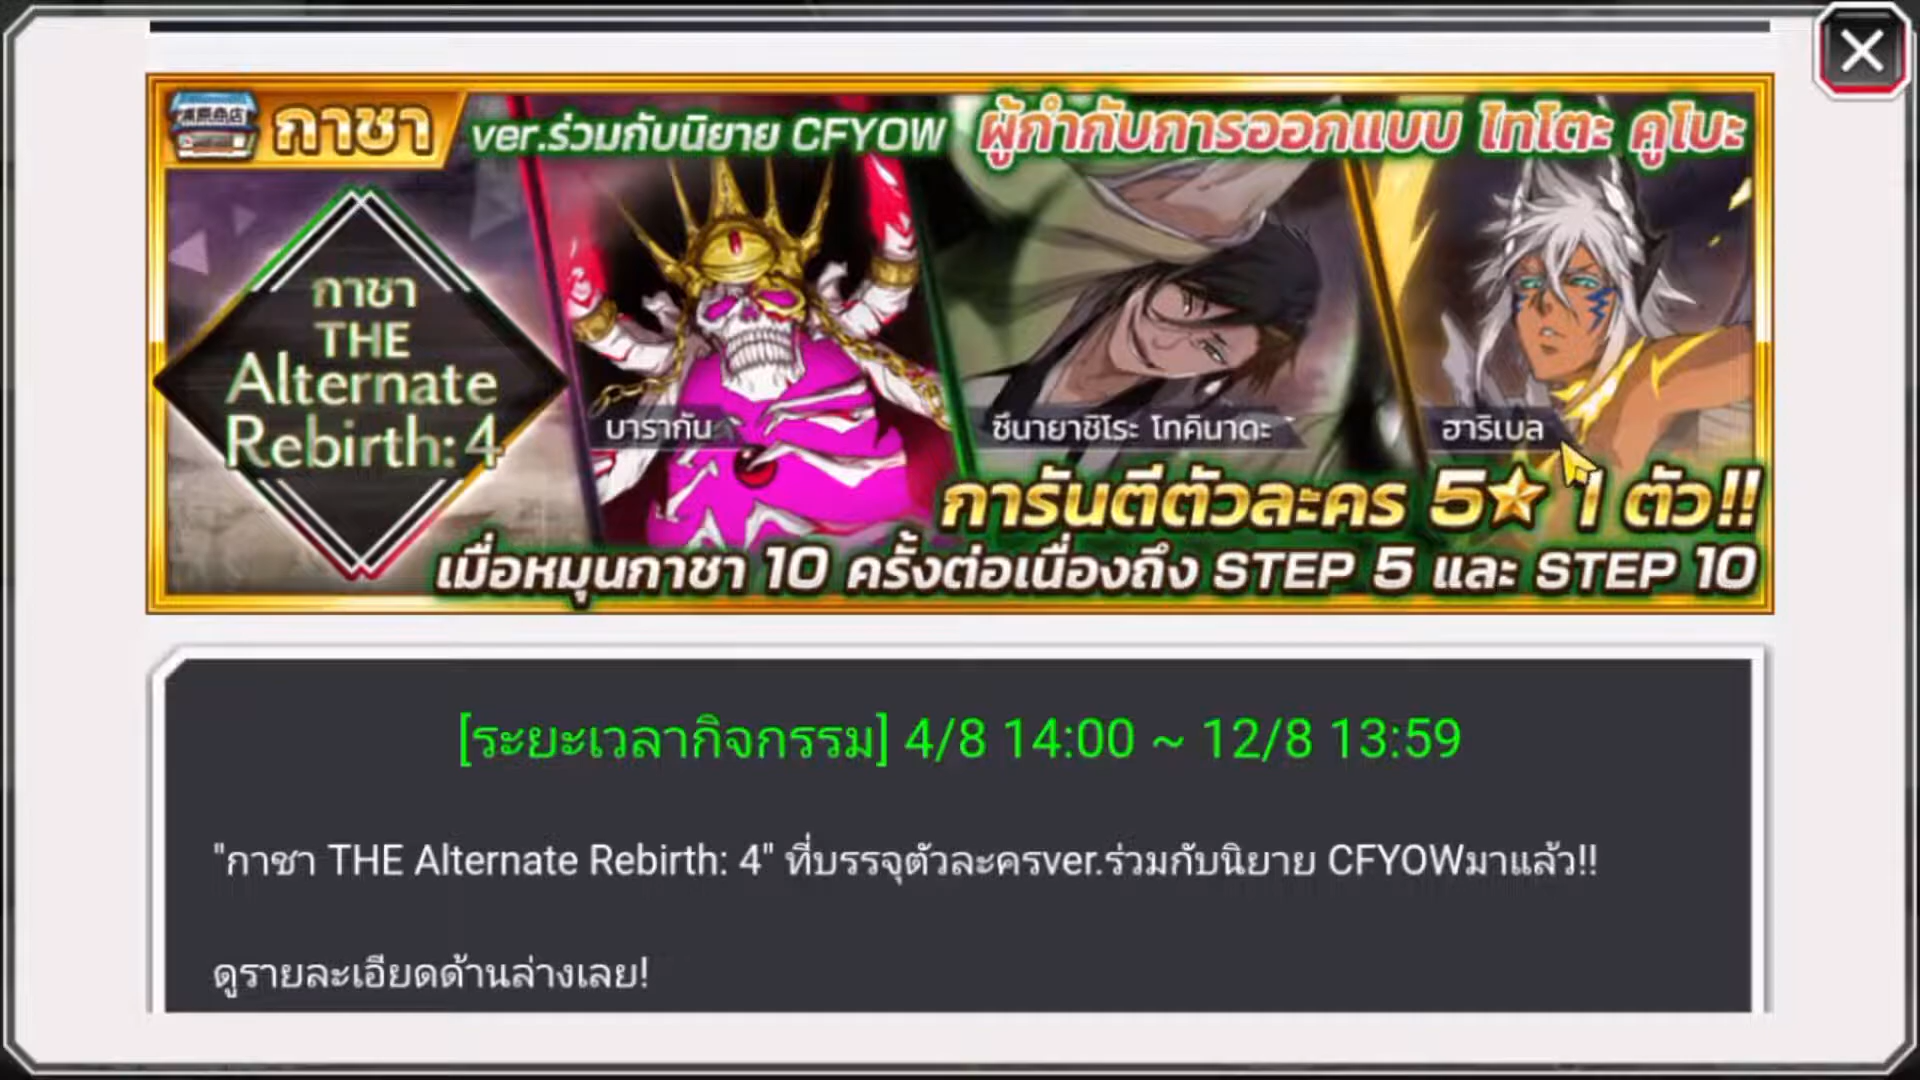 浦原商店
กาชา
ver.ร่วมกับนิยาย CFYOW
ผู้กำกับการออกแบบ ไทโตะ คูโบะ
กาชา
THE
Alternate
Rebirth: 4
บารากัน
ซึนายาชิโระ โทคินาดะ
ฮาริเบล
การันตีตัวละคร 5★ 1 ตัว!!
เมื่อหมุนกาชา 10 ครั้งต่อเนื่องถึง STEP 5 และ STEP 10
[ระยะเวลากิจกรรม] 4/8 14:00 ~ 12/8 13:59
"กาชา THE Alternate Rebirth: 4" ที่บรรจุตัวละครver.ร่วมกับนิยาย CFYOWมาแล้ว!!
ดูรายละเอียดด้านล่างเลย!